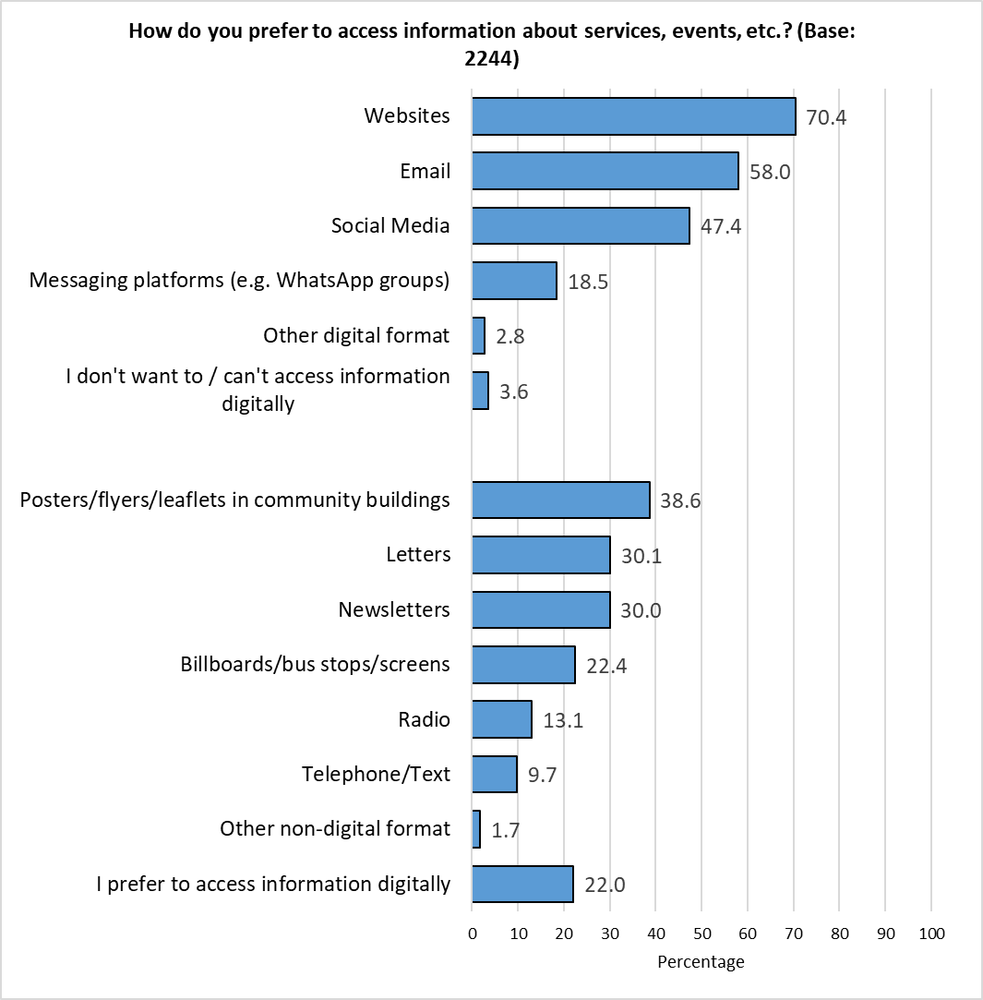 How do you prefer to access information about services, events, etc.? (Base:
2244)
Websites
70.4
Email
58.0
Social Media
47.4
Messaging platforms (e.g. WhatsApp groups)
18.5
Other digital format
2.8
I don't want to / can't access information
digitally
3.6
Posters/flyers/leaflets in community buildings
38.6
Letters
30.1
Newsletters
30.0
Billboards/bus stops/screens
22.4
Radio
13.1
Telephone/Text
9.7
Other non-digital format
1.7
I prefer to access information digitally
22.0
0 10 20 30 40 50 60 70 80 90 100
Percentage